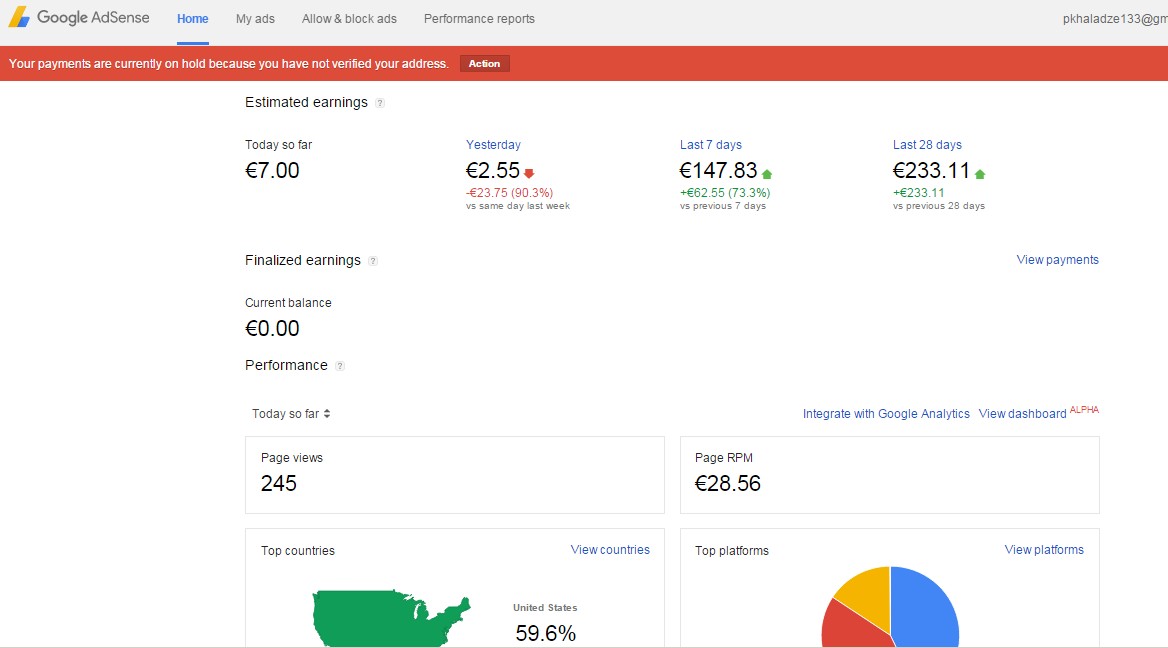 Google AdSense Home My ads Allow & block ads Performance reports pkhaladze133@gm
Your payments are currently on hold because you have not verified your address. Action
Estimated earnings ?
Today so far Yesterday Last 7 days Last 28 days
€7.00 €2.55 €147.83 €233.11
-€23.75 (90.3%) +€62.55 (73.3%) +€233.11
vs same day last week vs previous 7 days vs previous 28 days
Finalized earnings ? View payments
Current balance
€0.00
Performance ?
Today so far Integrate with Google Analytics View dashboard ALPHA
Page views Page RPM
245 €28.56
Top countries View countries Top platforms View platforms
United States
59.6%